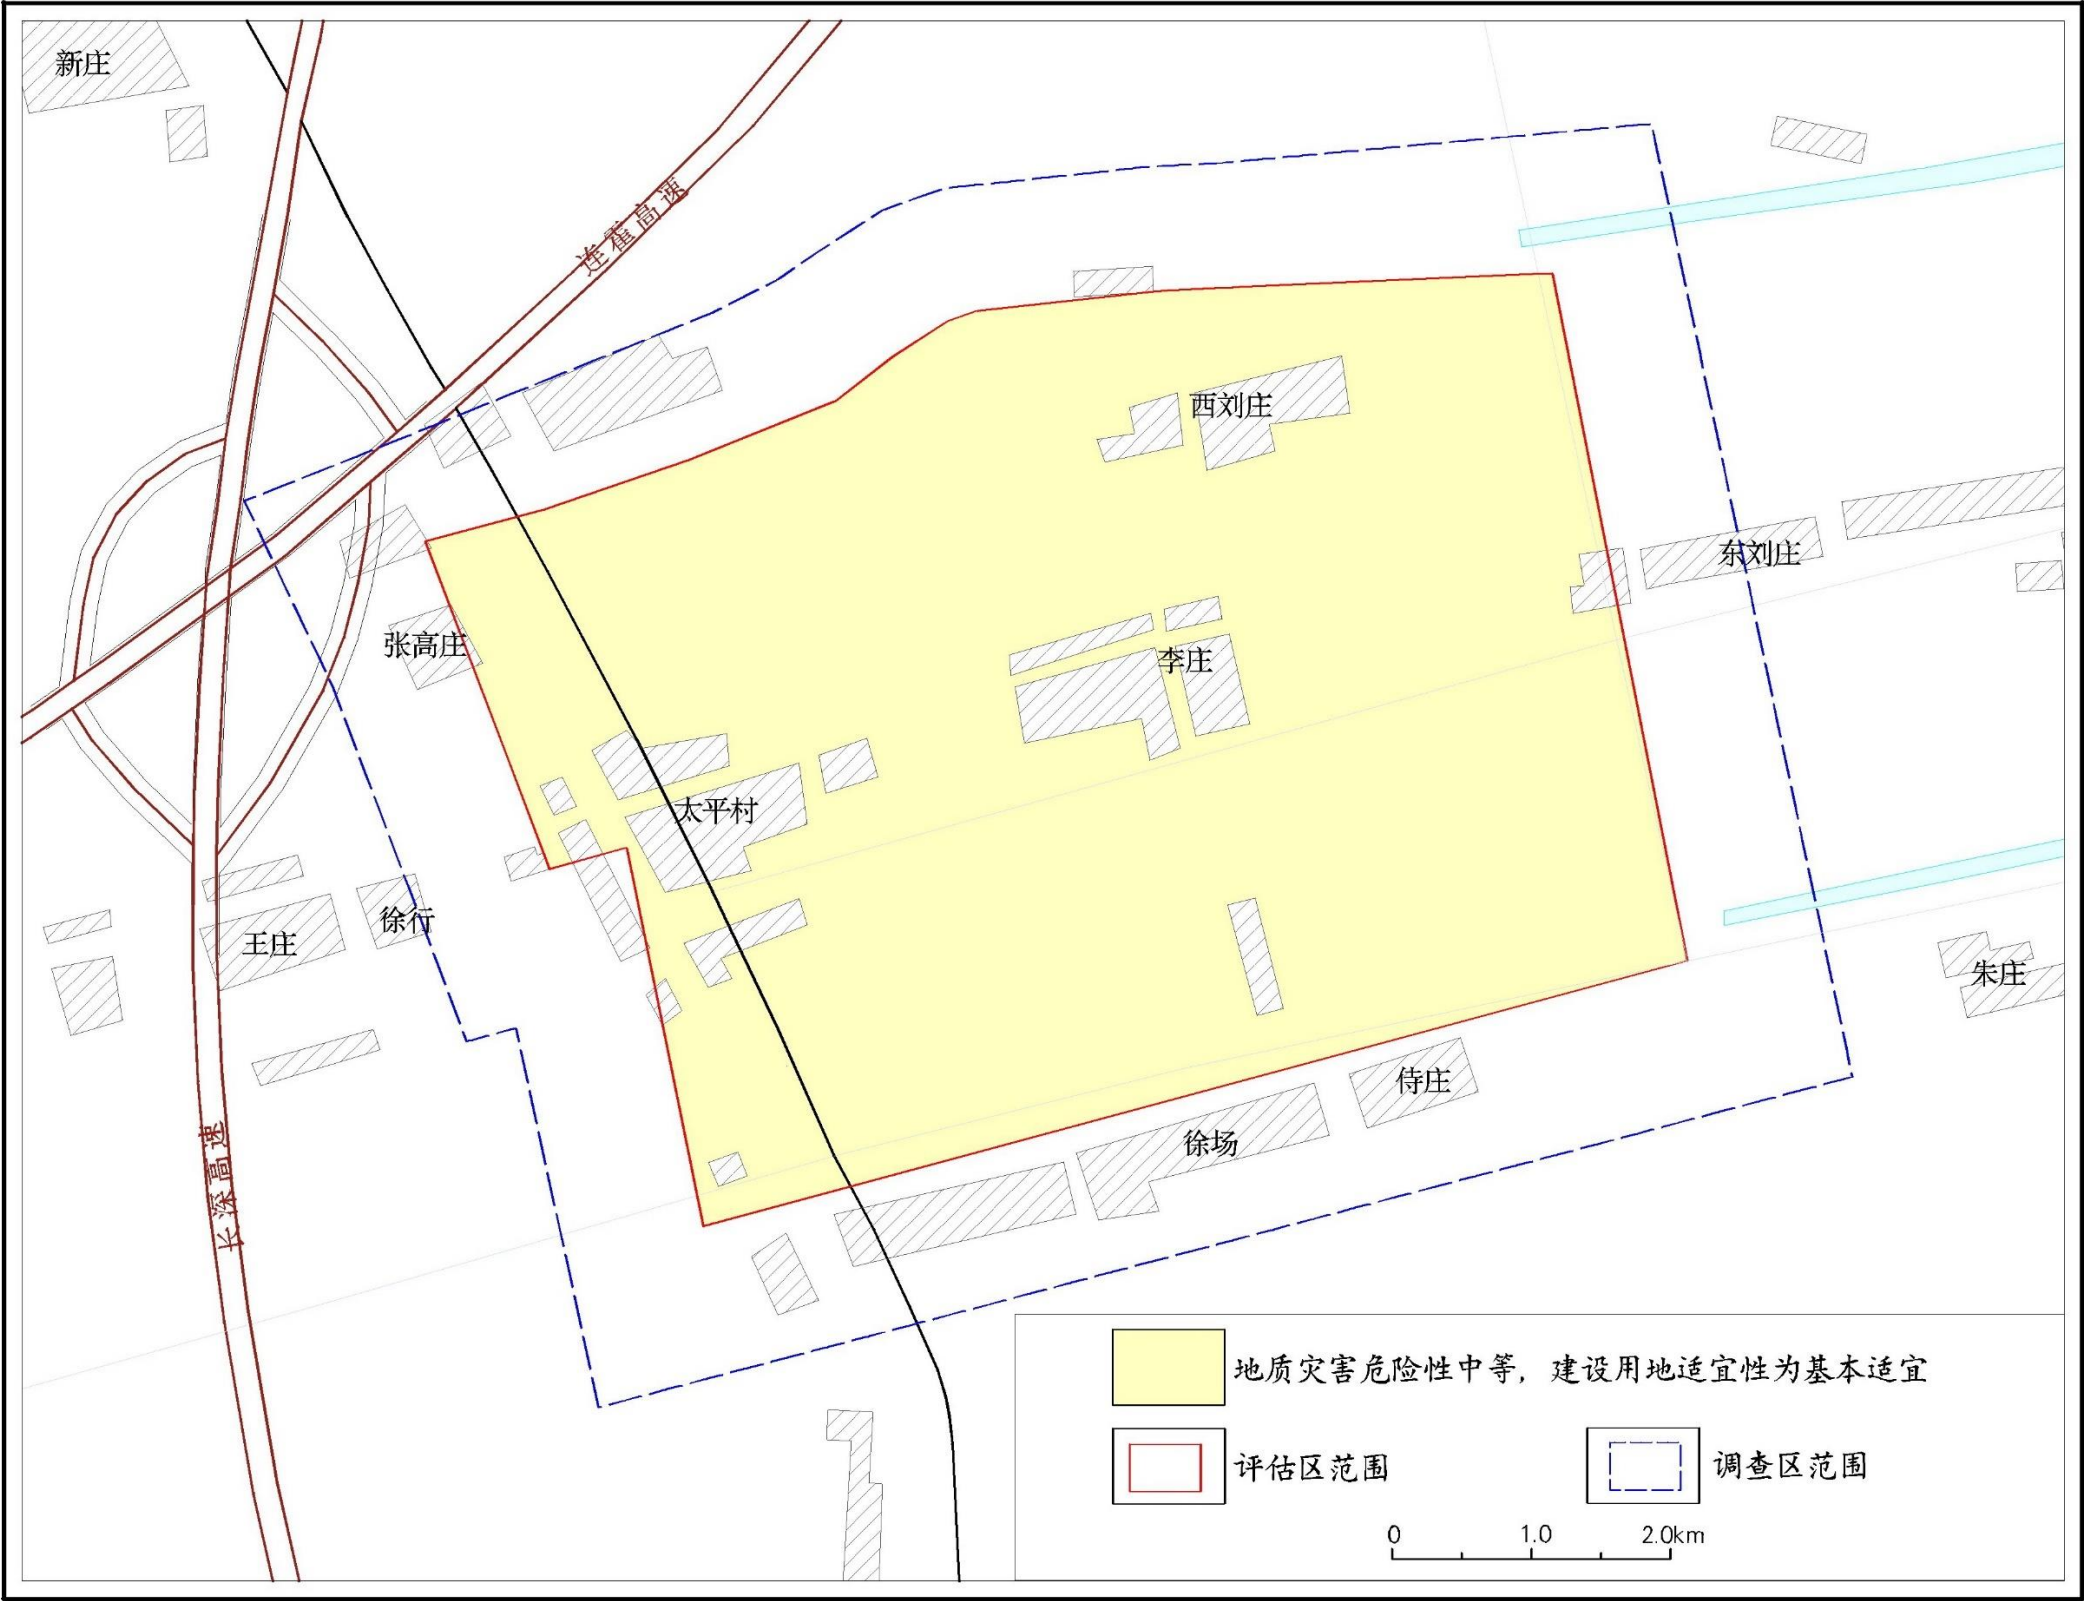 新庄
连霍高速
西刘庄
东刘庄
张高庄
李庄
太平村
徐行
王庄
朱庄
侍庄
徐场
长深高速
地质灾害危险性中等，建设用地适宜性为基本适宜
评估区范围
调查区范围
0 1.0 2.0km